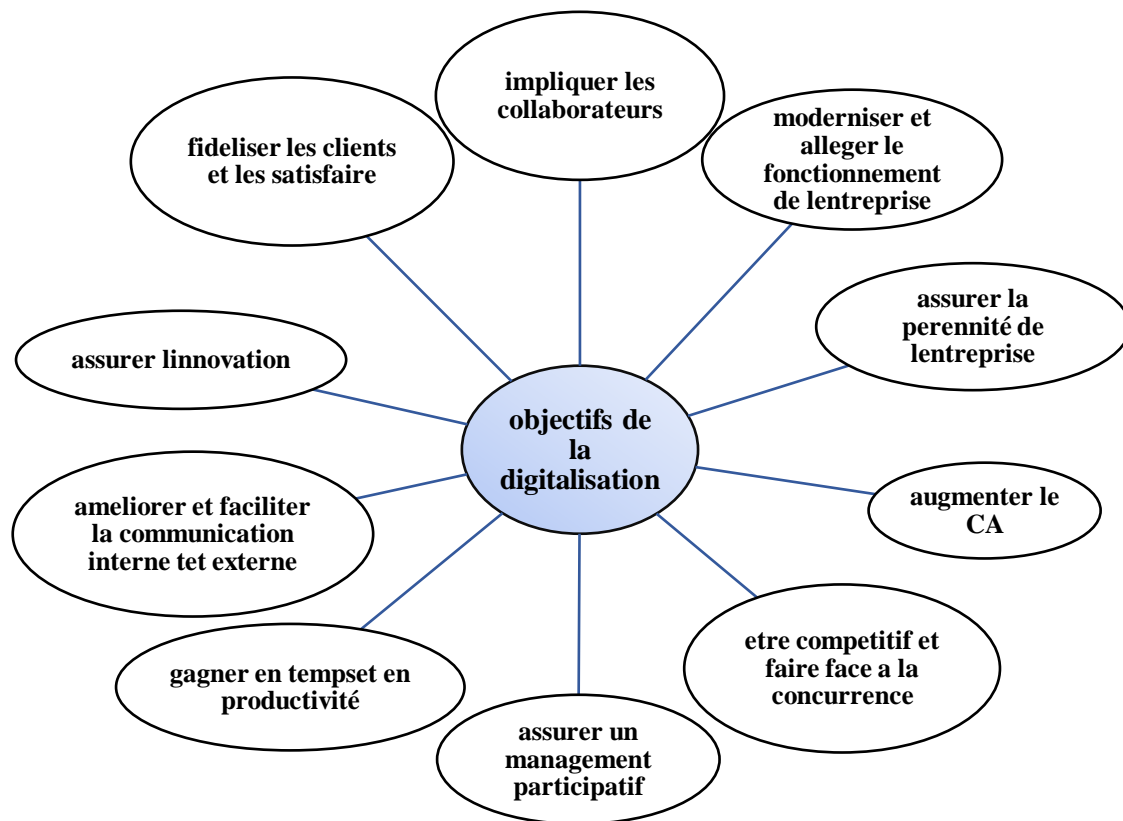 impliquer les
collaborateurs
moderniser et
alleger le
fonctionnement
de lentreprise
fideliser les clients
et les satisfaire
assurer la
perennité de
lentreprise
assurer linnovation
objectifs de
la
digitalisation
augmenter le
CA
ameliorer et faciliter
la communication
interne tet externe
etre competitif et
faire face a la
concurrence
gagner en tempset en
productivité
assurer un
management
participatif